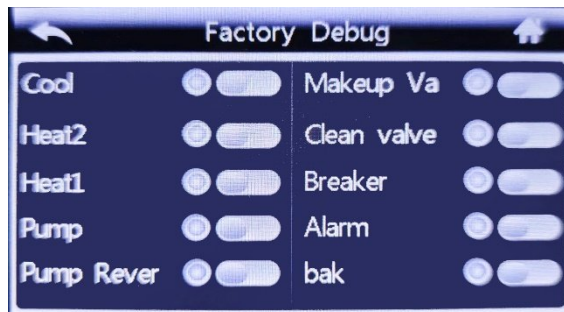 Factory Debug
Cool
Makeup Va
Heat2
Clean valve
Heat1
Breaker
Pump
Alarm
Pump Rever
bak